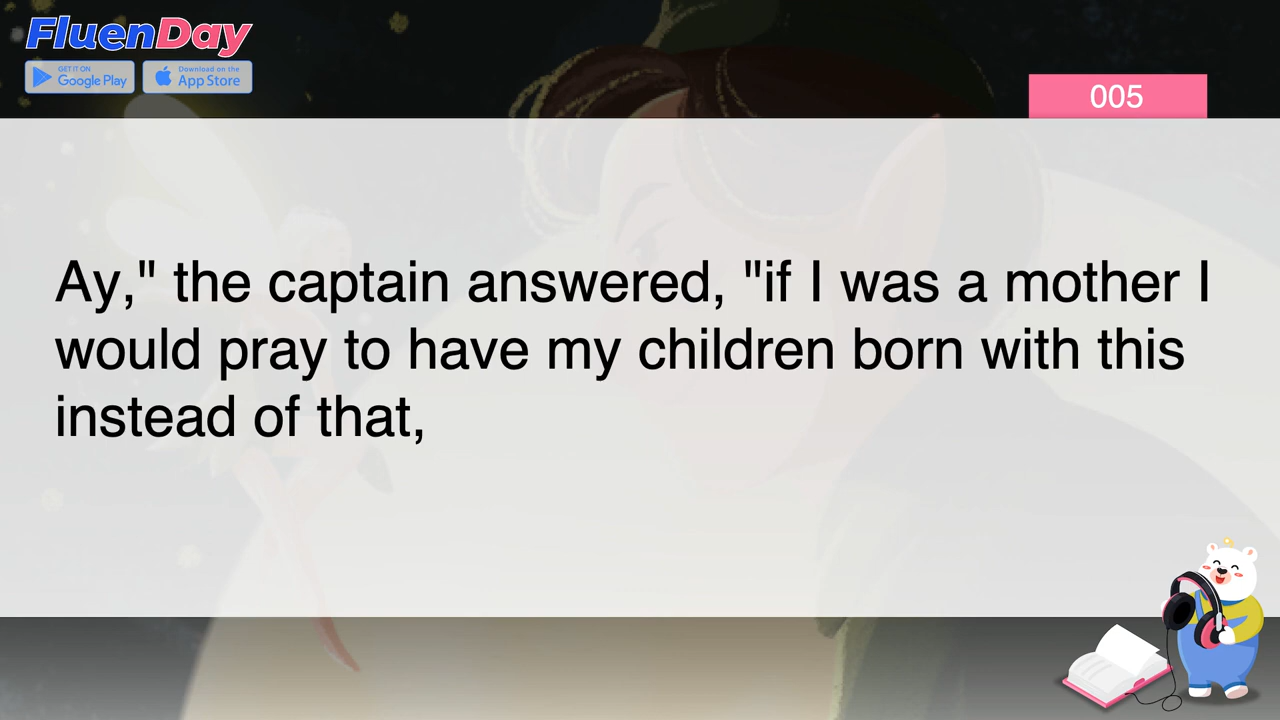 FluenDay
GET IT ON
Google Play
Download on the
App Store
005
Ay," the captain answered, "if I was a mother I
would pray to have my children born with this
instead of that,